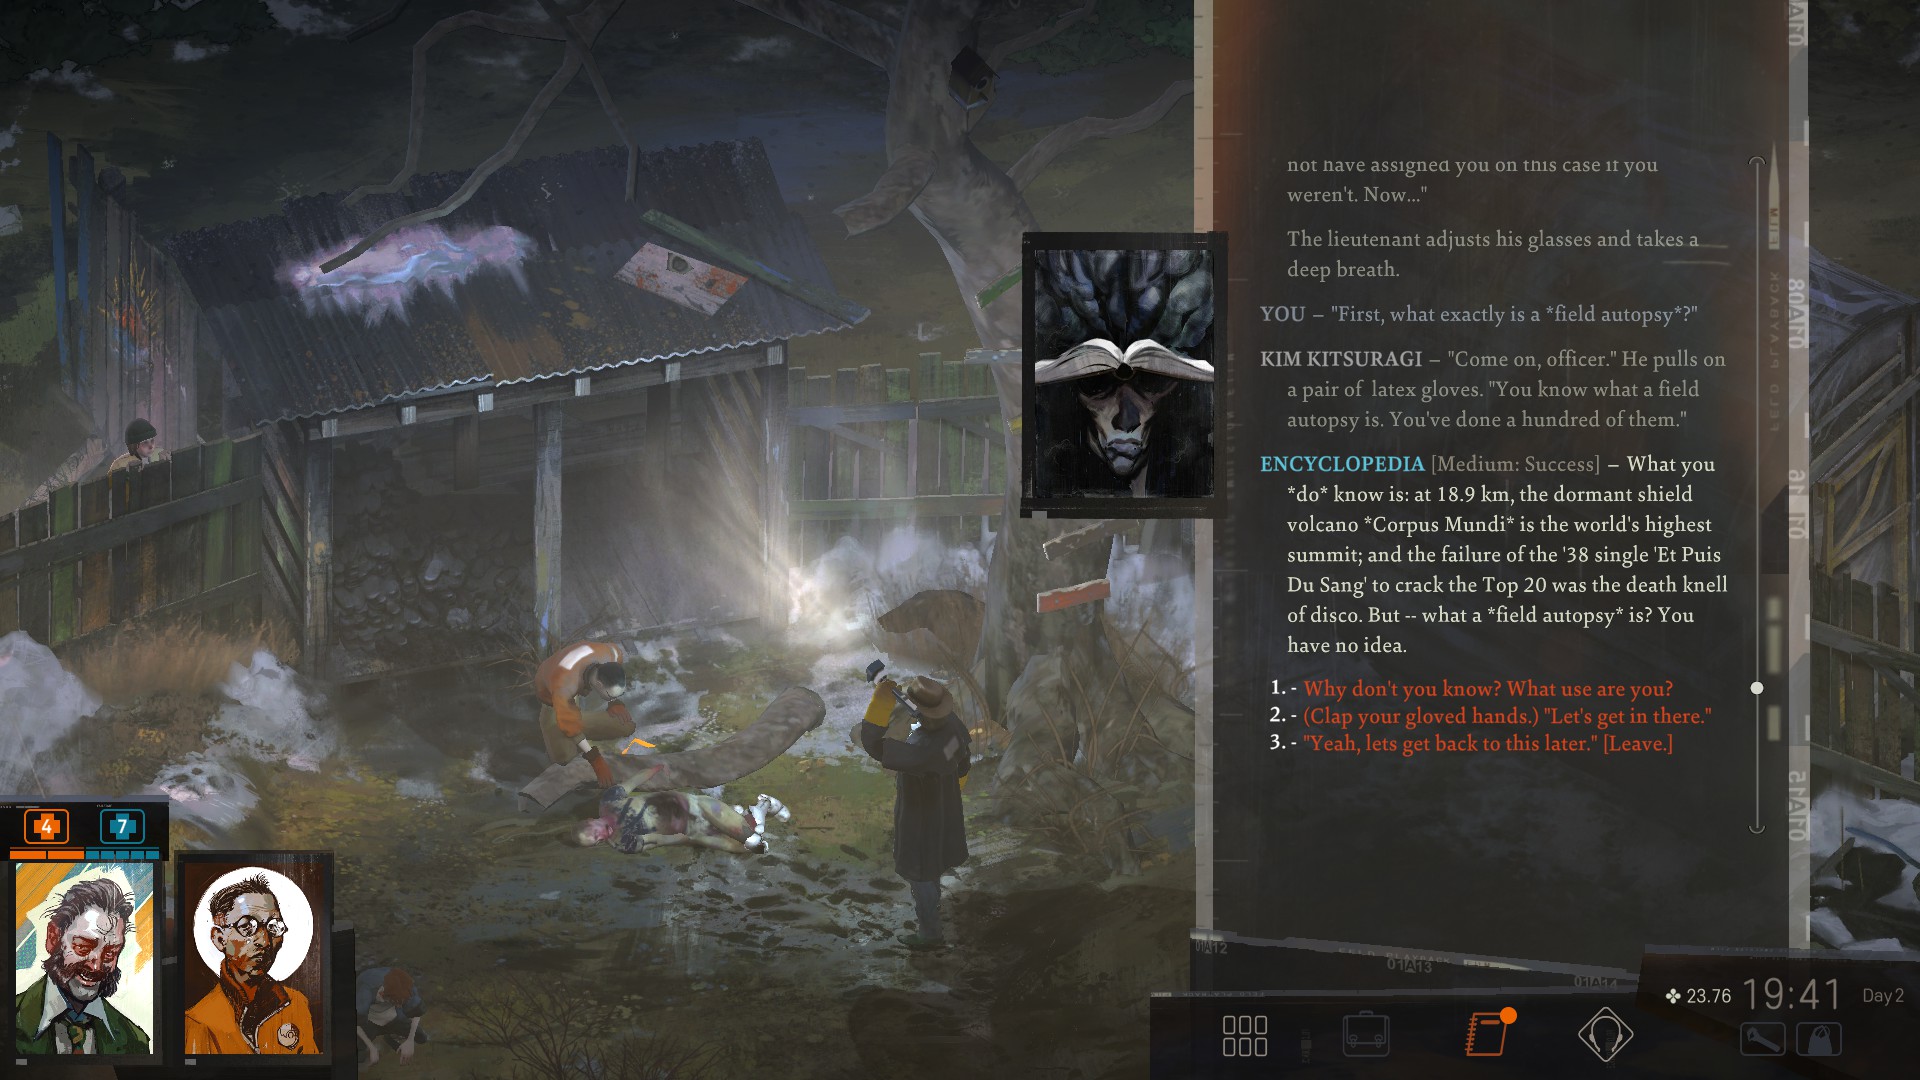 not have assigned you on this case if you
weren't. Now..."
The lieutenant adjusts his glasses and takes a
deep breath.
YOU – "First, what exactly is a *field autopsy*?"
KIM KITSURAGI – "Come on, officer." He pulls on
a pair of latex gloves. "You know what a field
autopsy is. You've done a hundred of them."
ENCYCLOPEDIA [Medium: Success] – What you
*do* know is: at 18.9 km, the dormant shield
volcano *Corpus Mundi* is the world's highest
summit; and the failure of the '38 single 'Et Puis
Du Sang' to crack the Top 20 was the death knell
of disco. But -- what a *field autopsy* is? You
have no idea.
1. - Why don't you know? What use are you?
2. - (Clap your gloved hands.) "Let's get in there."
3. - "Yeah, lets get back to this later." [Leave.]
4
7
01A12
01A13
01A14
23.76
19:41
Day 2